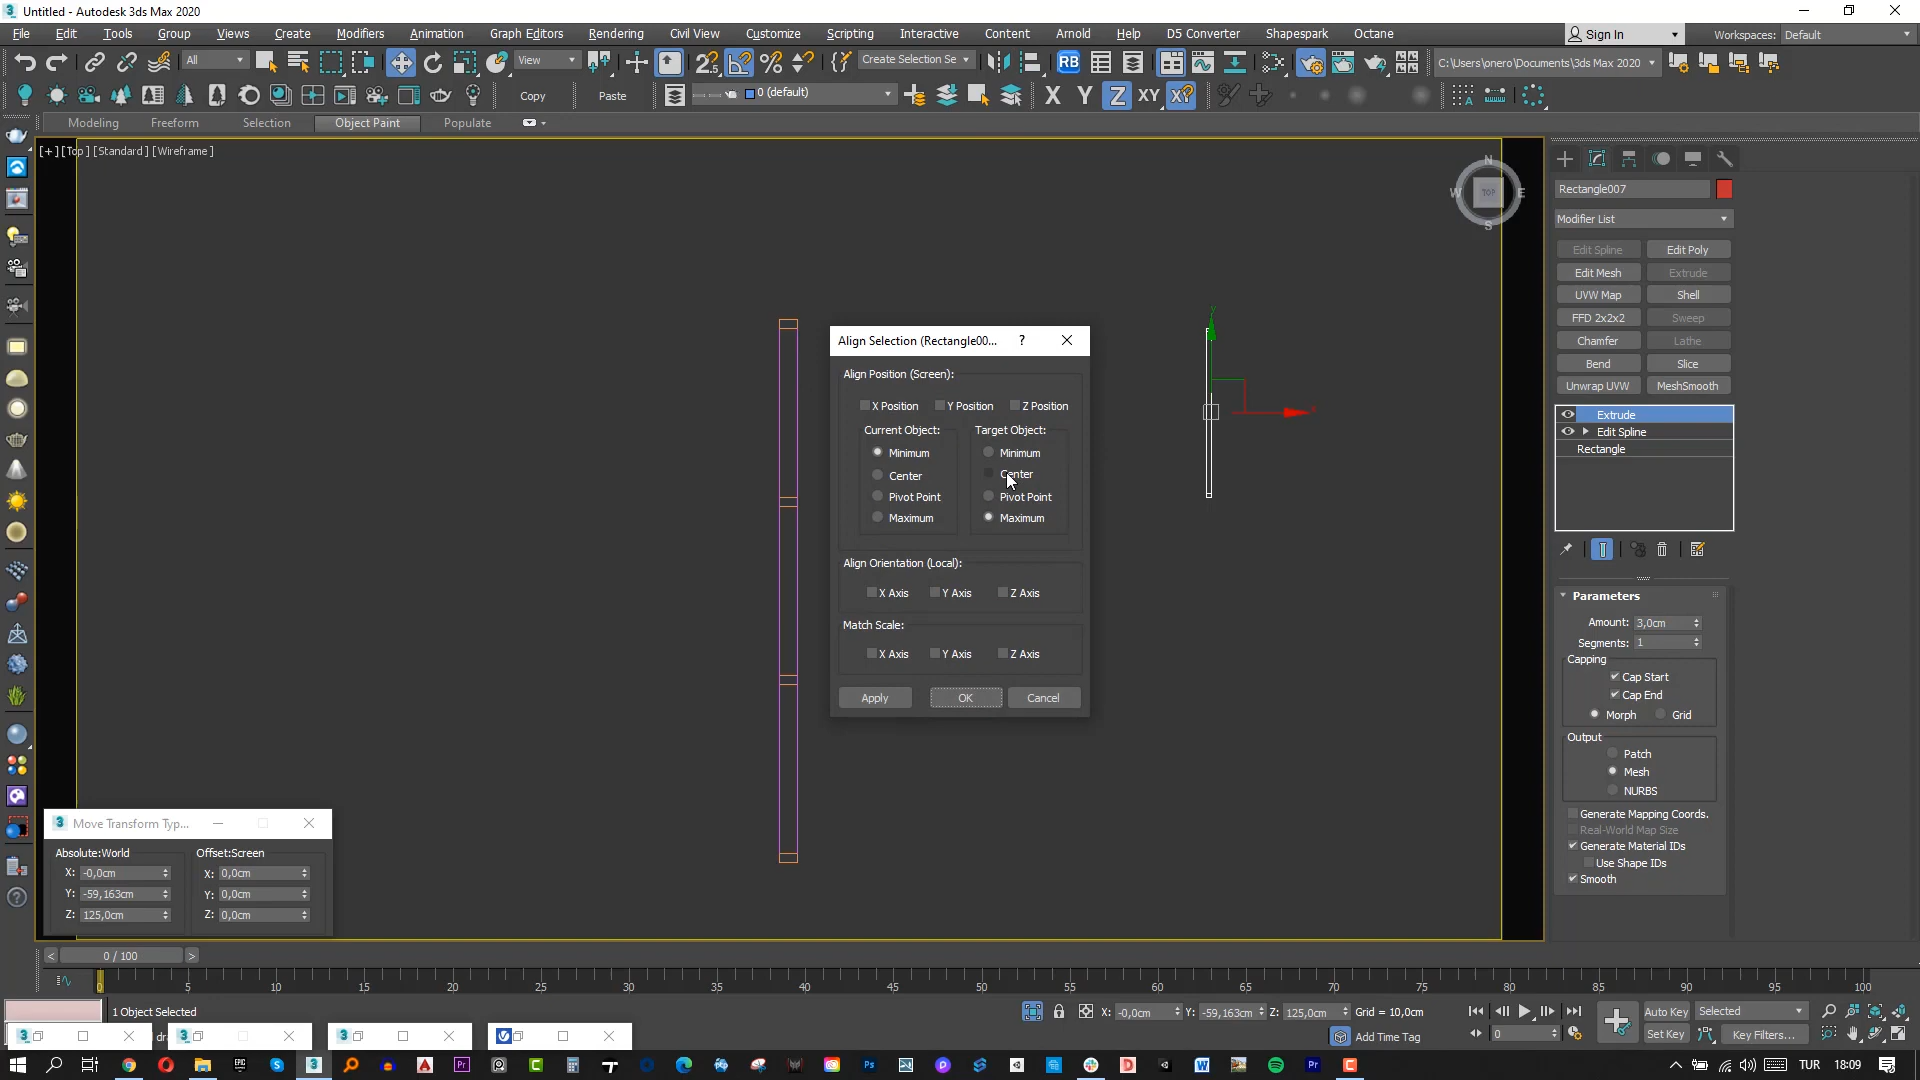 Untitled - Autodesk 3ds Max 2020
File Edit Tools Group Views Create Modifiers Animation Graph Editors Rendering Civil View Customize Scripting Interactive Content Arnold Help D5 Converter Shapespark Octane Sign In Workspaces: Default
All View Create Selection Se RB C:\Users\onero\Documents\3ds Max 2020
Copy Paste 0 (default) X Y Z XY XY
Modeling Freeform Selection Object Paint Populate
[+] [Top] [Standard] [Wireframe]
N
W TOP E
S
Rectangle007
Modifier List
Edit Spline Edit Poly
Edit Mesh Extrude
UVW Map Shell
FFD 2x2x2 Sweep
Chamfer Lathe
Bend Slice
Unwrap UVW MeshSmooth
Extrude
Edit Spline
Rectangle
Align Selection (Rectangle00... ?
Align Position (Screen):
X Position Y Position Z Position
Current Object: Target Object:
Minimum Minimum
Center Center
Pivot Point Pivot Point
Maximum Maximum
Align Orientation (Local):
X Axis Y Axis Z Axis
Match Scale:
X Axis Y Axis Z Axis
Apply OK Cancel
y
x
Parameters
Amount: 3,0cm
Segments: 1
Capping
Cap Start
Cap End
Morph Grid
Output
Patch
Mesh
NURBS
Generate Mapping Coords.
Real-World Map Size
Generate Material IDs
Use Shape IDs
Smooth
3 Move Transform Typ...
Absolute:World Offset:Screen
X: -0,0cm X: 0,0cm
Y: -59,163cm Y: 0,0cm
Z: 125,0cm Z: 0,0cm
< 0 / 100 >
0 5 10 15 20 25 30 35 40 45 50 55 60 65 70 75 80 85 90 95 100
1 Object Selected X: -0,0cm Y: -59,163cm Z: 125,0cm Grid = 10,0cm Auto Key Selected
Add Time Tag 0 Set Key Key Filters...
TUR 18:09